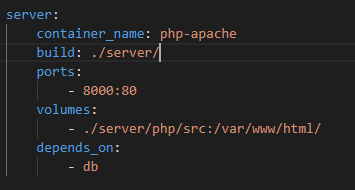 server:
container_name: php-apache
build: ./server/
ports:
- 8000:80
volumes:
- ./server/php/src:/var/www/html/
depends_on:
- db